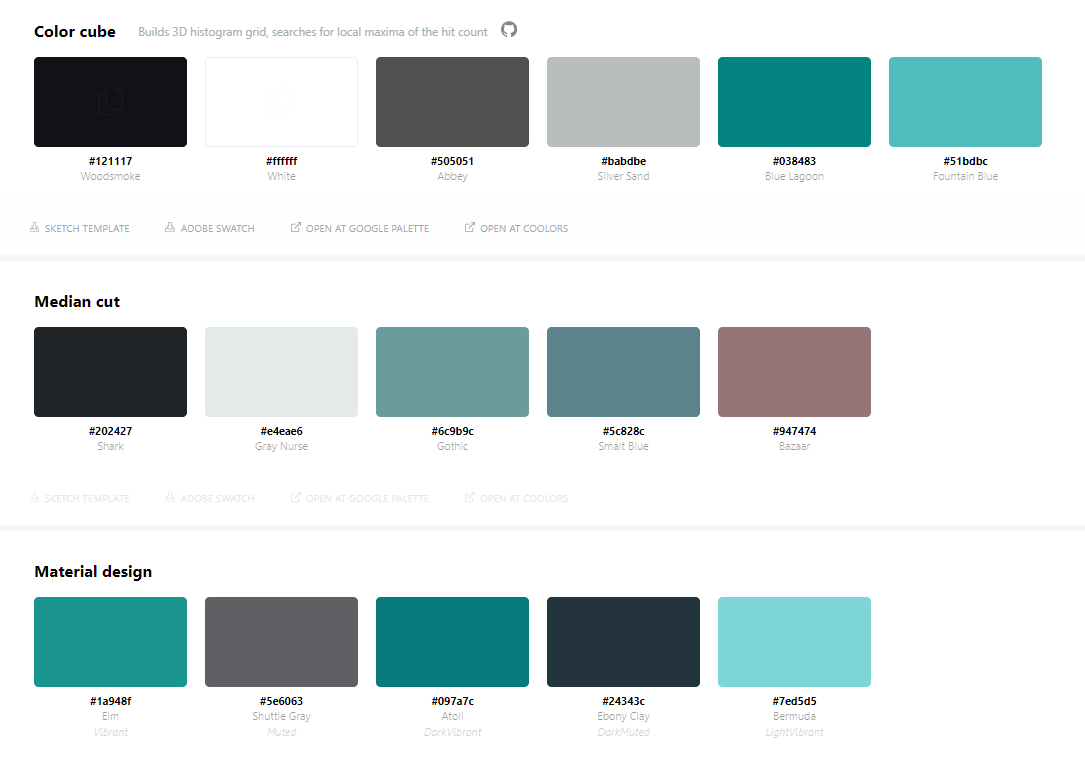 Color cube Builds 3D histogram grid, searches for local maxima of the hit count
#121117 #ffffff #505051 #babdbe #038483 #51bdbc
Woodsmoke White Abbey Silver Sand Blue Lagoon Fountain Blue
SKETCH TEMPLATE ADOBE SWATCH OPEN AT GOOGLE PALETTE OPEN AT COOLORS
Median cut
#202427 #e4eae6 #6c9b9c #5c828c #947474
Shark Gray Nurse Gothic Smalt Blue Bazaar
SKETCH TEMPLATE ADOBE SWATCH OPEN AT GOOGLE PALETTE OPEN AT COOLORS
Material design
#1a948f #5e6063 #097a7c #24343c #7ed5d5
Elm Shuttle Gray Atoll Ebony Clay Bermuda
Vibrant Muted DarkVibrant DarkMuted LightVibrant